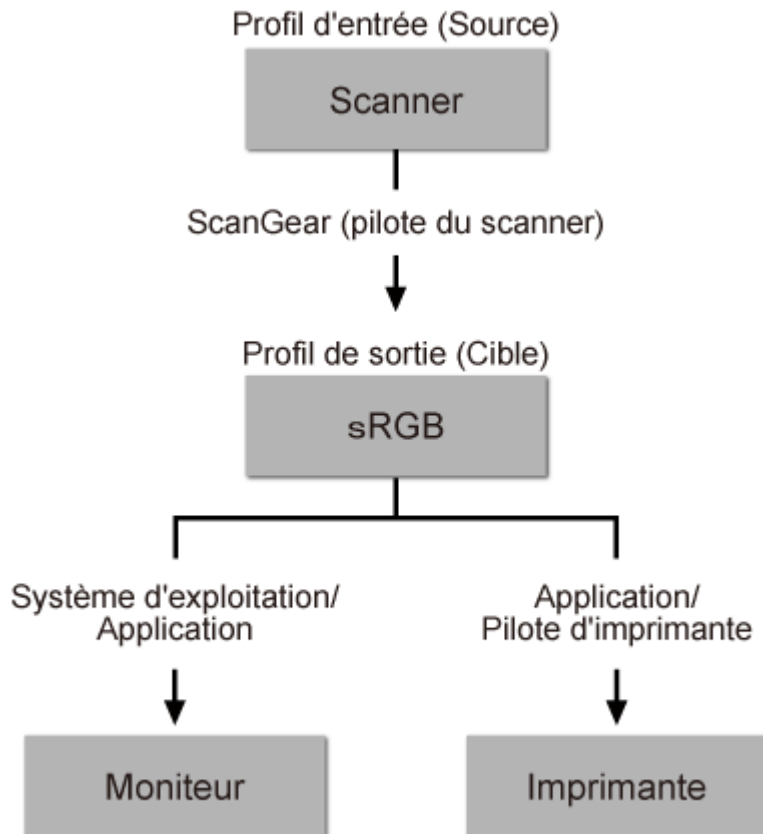 Profil d'entrée (Source)
Scanner
ScanGear (pilote du scanner)
Profil de sortie (Cible)
sRGB
Système d'exploitation/
Application
Application/
Pilote d'imprimante
Moniteur
Imprimante